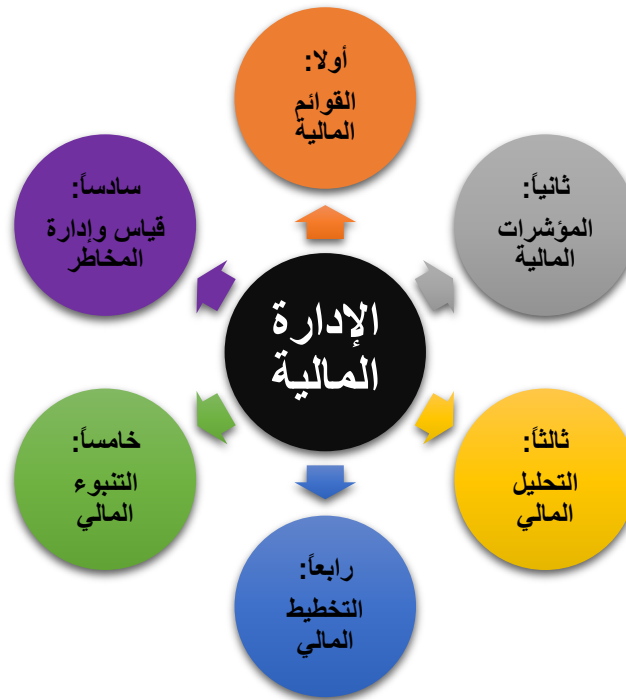 الإدارة
المالية
أولا:
القوائم
المالية
ثانياً:
المؤشرات
المالية
ثالثاً:
التحليل
المالي
رابعاً:
التخطيط
المالي
خامساً:
التنبوء
المالي
سادساً:
قياس وإدارة
المخاطر